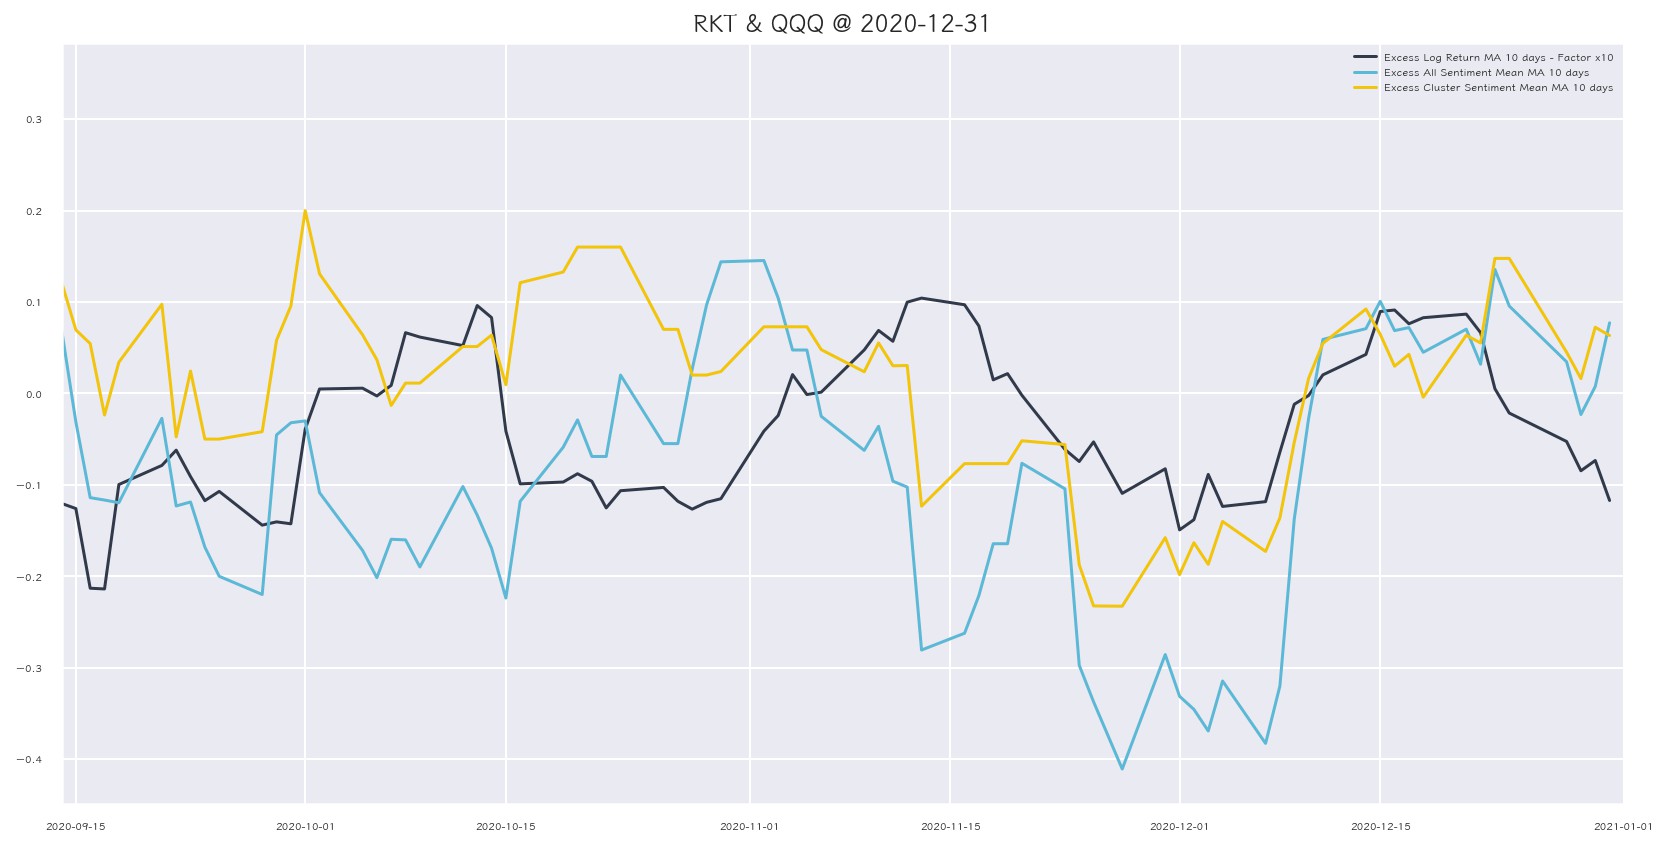 RKT & QQQ @ 2020-12-31
Excess Log Return MA 10 days - Factor x10
Excess All Sentiment Mean MA 10 days
Excess Cluster Sentiment Mean MA 10 days
0.3
0.2
0.1
0.0
−0.1
−0.2
−0.3
−0.4
2020-09-15 2020-10-01 2020-10-15 2020-11-01 2020-11-15 2020-12-01 2020-12-15 2021-01-01